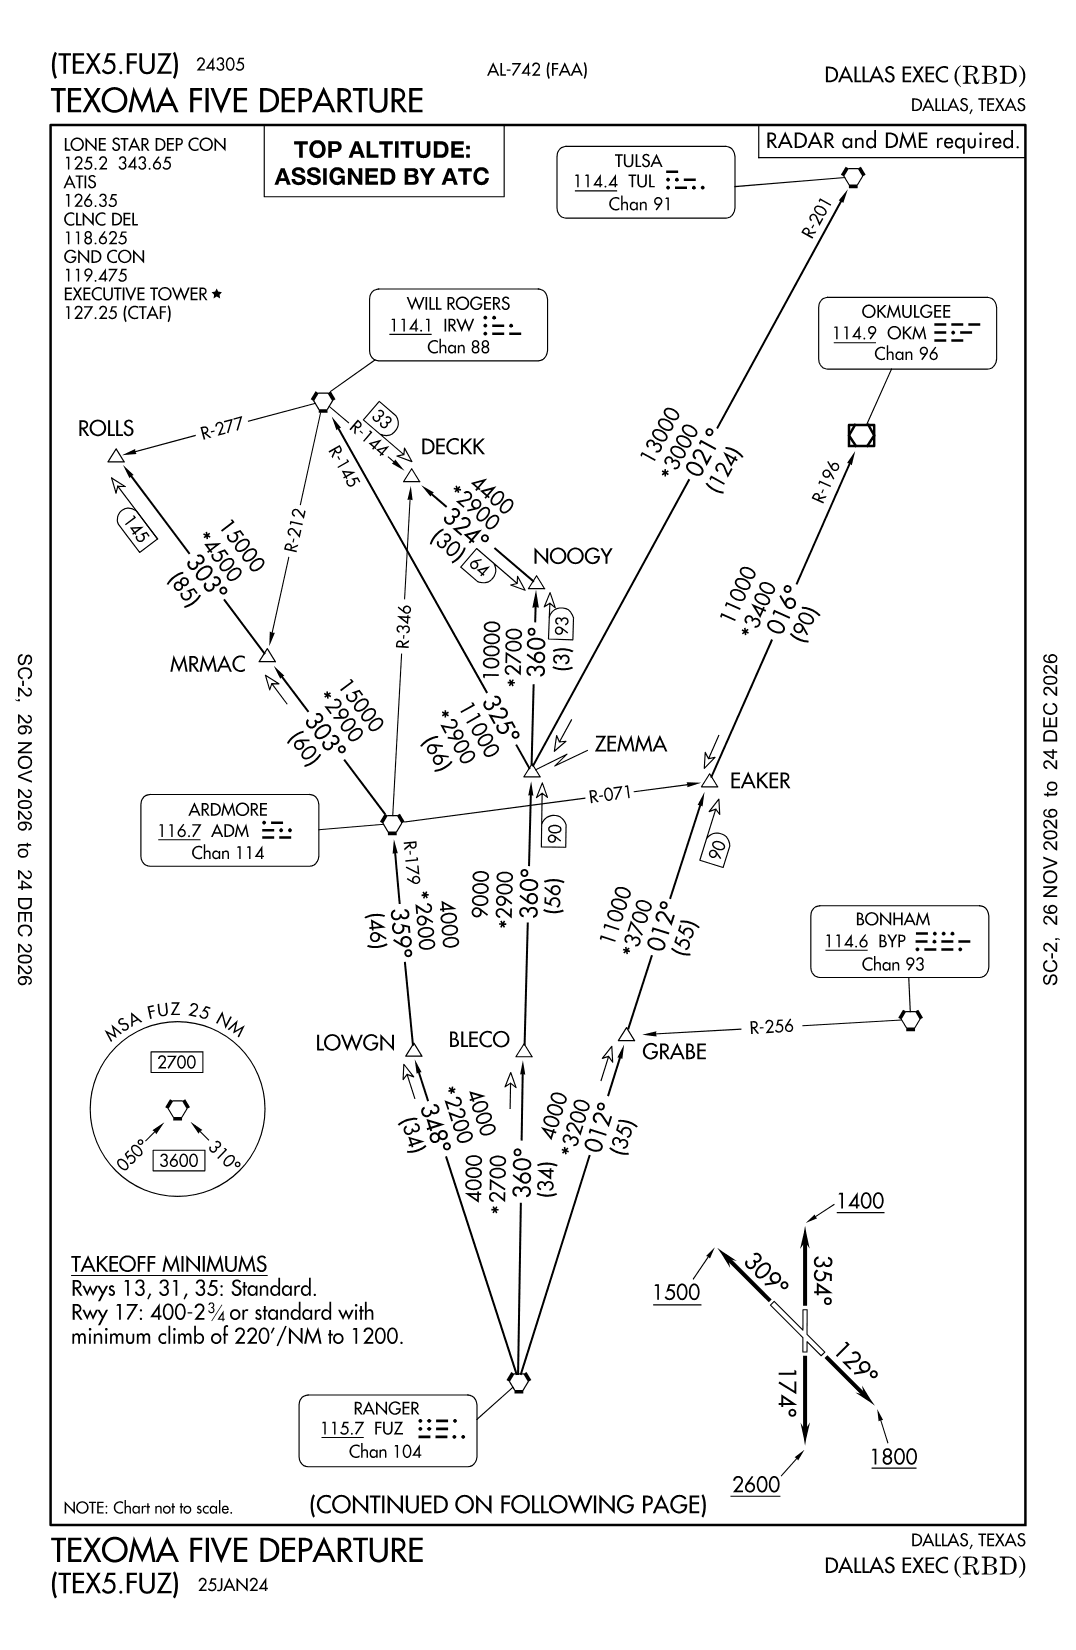 (TEX5.FUZ) 24305
AL-742 (FAA)
DALLAS EXEC (RBD)
TEXOMA FIVE DEPARTURE
DALLAS, TEXAS
LONE STAR DEP CON
125.2 343.65
ATIS
126.35
CLNC DEL
118.625
GND CON
119.475
EXECUTIVE TOWER ★
127.25 (CTAF)
TOP ALTITUDE:
ASSIGNED BY ATC
RADAR and DME required.
TULSA
114.4 TUL
Chan 91
R-201
WILL ROGERS
114.1 IRW
Chan 88
OKMULGEE
114.9 OKM
Chan 96
ROLLS
R-277
33
R-144
DECKK
R-145
13000
*3000
021°
(124)
R-196
145
15000
*4500
303°
(85)
R-212
4400
*2900
324°
(30)
64
NOOGY
93
11000
*3400
016°
(90)
R-346
10000
*2700
360°
(3)
MRMAC
15000
*2900
303°
(60)
325°
11000
*2900
(66)
ZEMMA
EAKER
R-071
ARDMORE
116.7 ADM
Chan 114
90
90
R-179
4000
*2600
359°
(46)
9000
*2900
360°
(56)
11000
*3700
012°
(55)
BONHAM
114.6 BYP
Chan 93
R-256
MSA FUZ 25 NM
2700
050°
310°
3600
LOWGN
BLECO
GRABE
4000
*2200
348°
(34)
4000
*2700
360°
(34)
4000
*3200
012°
(35)
TAKEOFF MINIMUMS
Rwys 13, 31, 35: Standard.
Rwy 17: 400-2¾ or standard with
minimum climb of 220'/NM to 1200.
1400
1500
309°
354°
129°
174°
1800
2600
RANGER
115.7 FUZ
Chan 104
NOTE: Chart not to scale.
(CONTINUED ON FOLLOWING PAGE)
TEXOMA FIVE DEPARTURE
DALLAS, TEXAS
(TEX5.FUZ) 25JAN24
DALLAS EXEC (RBD)
SC-2, 26 NOV 2026 to 24 DEC 2026
SC-2, 26 NOV 2026 to 24 DEC 2026